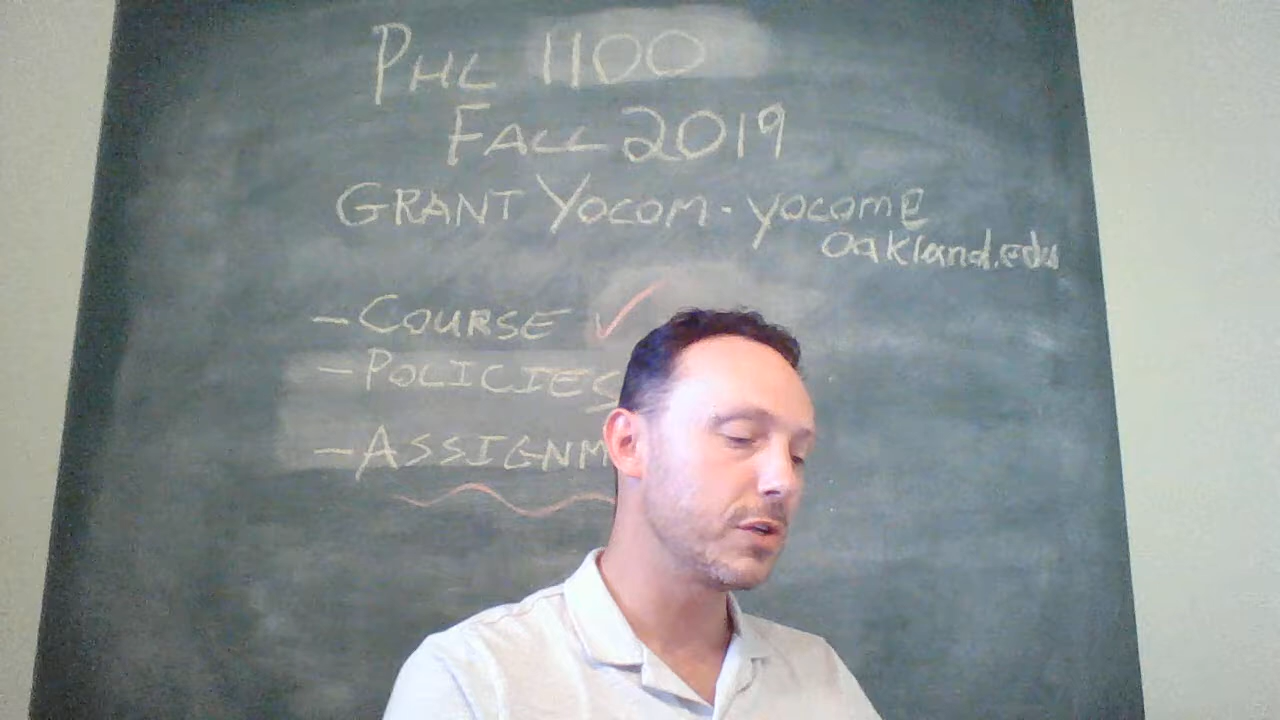 PHL 1100
FALL 2019
GRANT YOCOM - yocom@
oakland.edu
- COURSE ✓
- POLICIES
- ASSIGNM